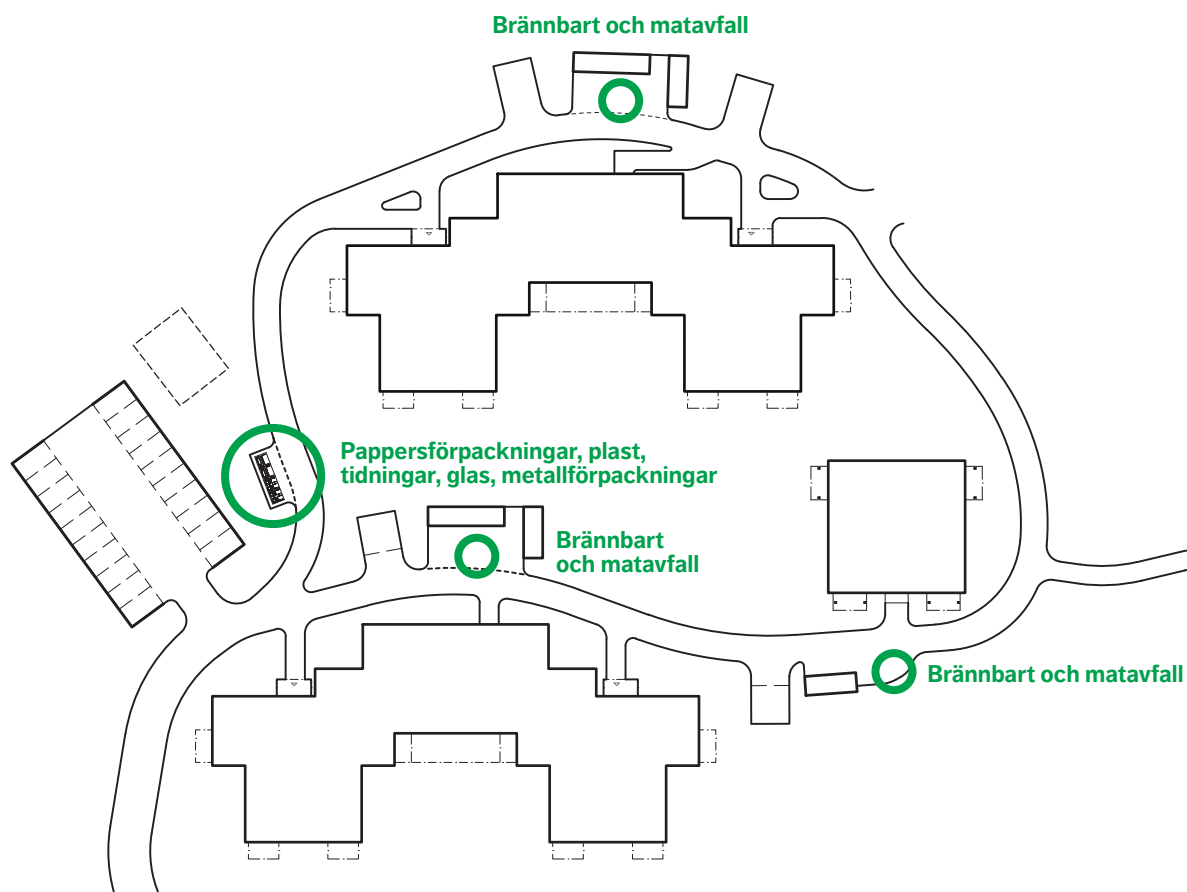 Brännbart och matavfall
Pappersförpackningar, plast,
tidningar, glas, metallförpackningar
Brännbart
och matavfall
Brännbart och matavfall